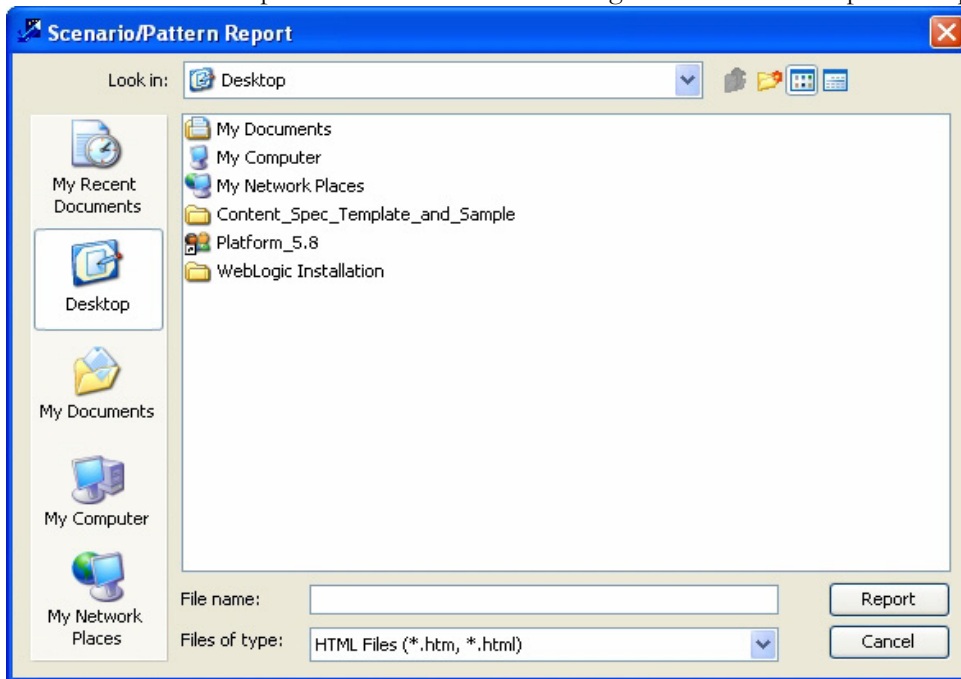 Scenario/Pattern Report
Look in:
Desktop
My Recent
Documents
Desktop
My Documents
My Computer
My Network
Places
My Documents
My Computer
My Network Places
Content_Spec_Template_and_Sample
Platform_5.8
WebLogic Installation
File name:
Report
Files of type:
HTML Files (*.htm, *.html)
Cancel